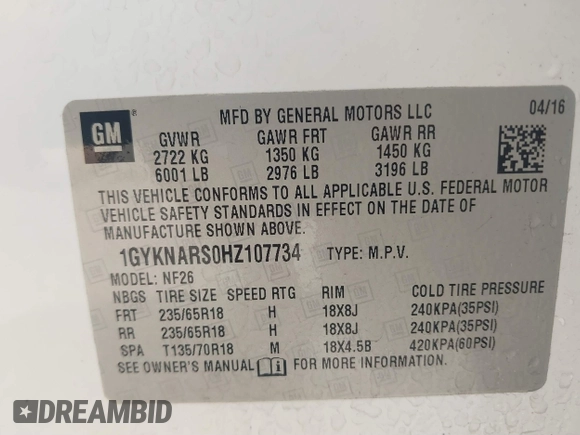 GM ®
MFD BY GENERAL MOTORS LLC 04/16
GVWR GAWR FRT GAWR RR
2722 KG 1350 KG 1450 KG
6001 LB 2976 LB 3196 LB
THIS VEHICLE CONFORMS TO ALL APPLICABLE U.S. FEDERAL MOTOR
VEHICLE SAFETY STANDARDS IN EFFECT ON THE DATE OF
MANUFACTURE SHOWN ABOVE.
1GYKNARS0HZ107734 TYPE: M.P.V.
MODEL: NF26
NBGS TIRE SIZE SPEED RTG RIM COLD TIRE PRESSURE
FRT 235/65R18 H 18X8J 240KPA(35PSI)
RR 235/65R18 H 18X8J 240KPA(35PSI)
SPA T135/70R18 M 18X4.5B 420KPA(60PSI)
SEE OWNER'S MANUAL FOR MORE INFORMATION.
DREAMBID